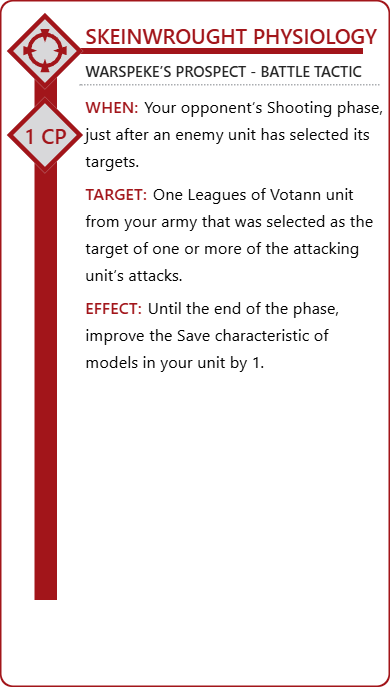 SKEINWROUGHT PHYSIOLOGY
WARSPEKE’S PROSPECT - BATTLE TACTIC
1 CP
WHEN: Your opponent’s Shooting phase,
just after an enemy unit has selected its
targets.
TARGET: One Leagues of Votann unit
from your army that was selected as the
target of one or more of the attacking
unit’s attacks.
EFFECT: Until the end of the phase,
improve the Save characteristic of
models in your unit by 1.